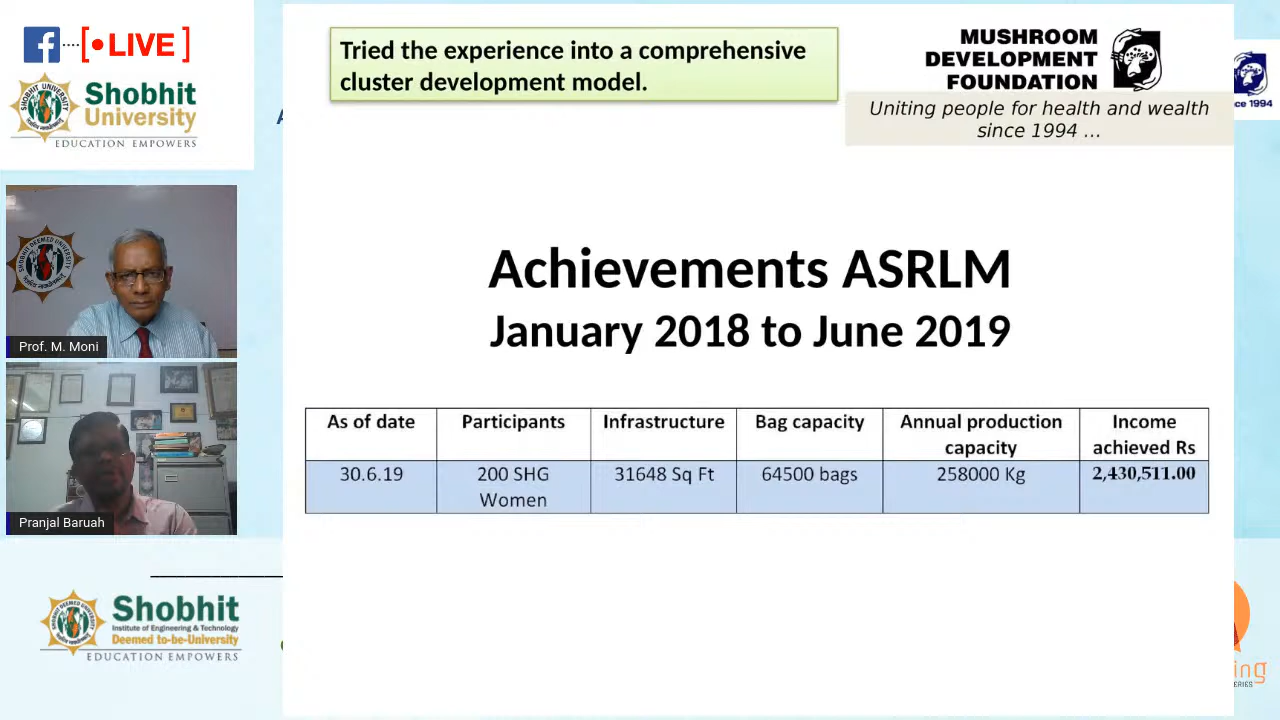 [•LIVE]
Shobhit
University
EDUCATION EMPOWERS
Prof. M. Moni
Pranjal Baruah
Shobhit
Institute of Engineering & Technology
Deemed to-be-University
EDUCATION EMPOWERS
Tried the experience into a comprehensive
cluster development model.
MUSHROOM
DEVELOPMENT
FOUNDATION
Uniting people for health and wealth
since 1994 ...
Achievements ASRLM
January 2018 to June 2019
As of date Participants Infrastructure Bag capacity Annual production capacity Income achieved Rs
30.6.19 200 SHG Women 31648 Sq Ft 64500 bags 258000 Kg 2,430,511.00
ce 1994
ing
ERIES